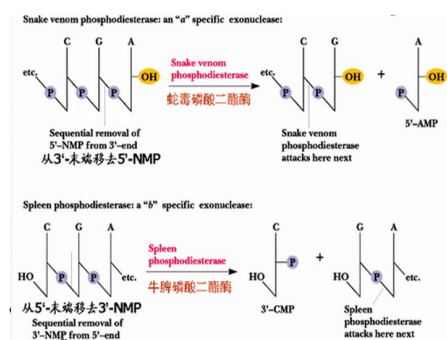 Snake venom phosphodiesterase: an "a" specific exonuclease:
C G A
etc. P P P OH
Snake venom
phosphodiesterase
蛇毒磷酸二酯酶
C G
etc. P P OH
+
A
P OH
Sequential removal of
5'-NMP from 3'-end
从3'-末端移去5'-NMP
Snake venom
phosphodiesterase
attacks here next
5'-AMP
Spleen phosphodiesterase: a "b" specific exonuclease:
C G A
HO P P etc.
Spleen
phosphodiesterase
牛脾磷酸二酯酶
C
HO P
+
G A
HO P etc.
从5'-末端移去3'-NMP
Sequential removal of
3'-NMP from 5'-end
3'-CMP
Spleen
phosphodiesterase
attacks here next